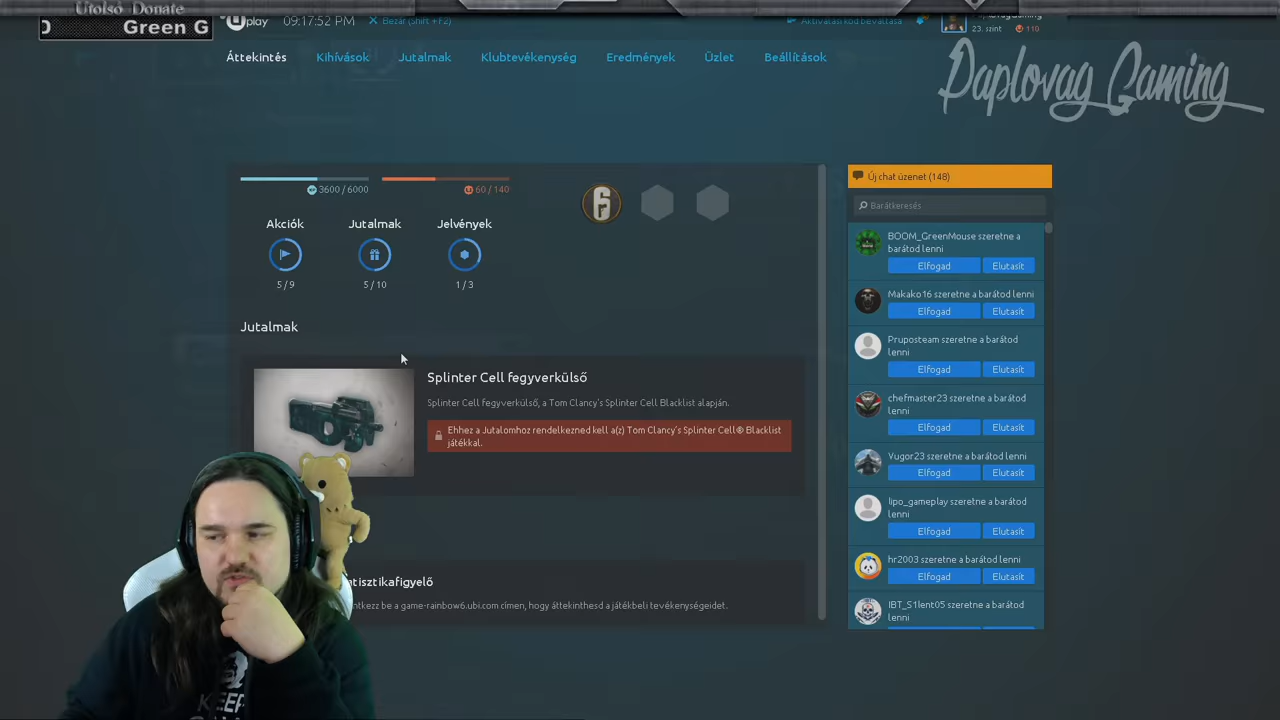 Utolsó Donate
Green G
Uplay
09:17:52 PM
Bezár (Shift +F2)
Aktiválási kód beváltása
23. szint
110
Paplovag Gaming
Áttekintés
Kihívások
Jutalmak
Klubtevékenység
Eredmények
Üzlet
Beállítások
3600 / 6000
60 / 140
6
Akciók
Jutalmak
Jelvények
5 / 9
5 / 10
1 / 3
Jutalmak
Splinter Cell fegyverkülső
Splinter Cell fegyverkülső, a Tom Clancy's Splinter Cell Blacklist alapján.
Ehhez a Jutalomhoz rendelkezned kell a(z) Tom Clancy's Splinter Cell® Blacklist
játékkal.
tisztikafigyelő
ntkezz be a game-rainbow6.ubi.com címen, hogy áttekinthesd a játékbeli tevékenységeidet.
Új chat üzenet (148)
Barátkeresés
BOOM_GreenMouse szeretne a
barátod lenni
Elfogad
Elutasít
Makako16 szeretne a barátod lenni
Elfogad
Elutasít
Pruposteam szeretne a barátod
lenni
Elfogad
Elutasít
chefmaster23 szeretne a barátod
lenni
Elfogad
Elutasít
Vugor23 szeretne a barátod lenni
Elfogad
Elutasít
lipo_gameplay szeretne a barátod
lenni
Elfogad
Elutasít
hr2003 szeretne a barátod lenni
Elfogad
Elutasít
IBT_S1lent05 szeretne a barátod
lenni
KEEP